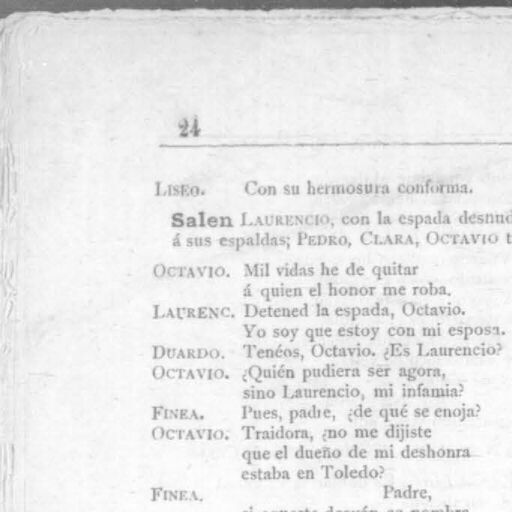 24
LISEO. Con su hermosura conforma.
Salen LAURENCIO, con la espada
á sus espaldas; PEDRO, CLARA, OCTAVIO
OCTAVIO. Mil vidas he de quitar
á quien el honor me roba.
LAURENC. Detened la espada, Octavio.
Yo soy que estoy con mi esposa.
DUARDO. Tenéos, Octavio. ¿Es Laurencio?
OCTAVIO. ¿Quién pudiera ser agora,
sino Laurencio, mi infamia?
FINEA. Pues, padre, ¿de qué se enoja?
OCTAVIO. Traidora, ¿no me dijiste
que el dueño de mi deshonra
estaba en Toledo?
FINEA. Padre,